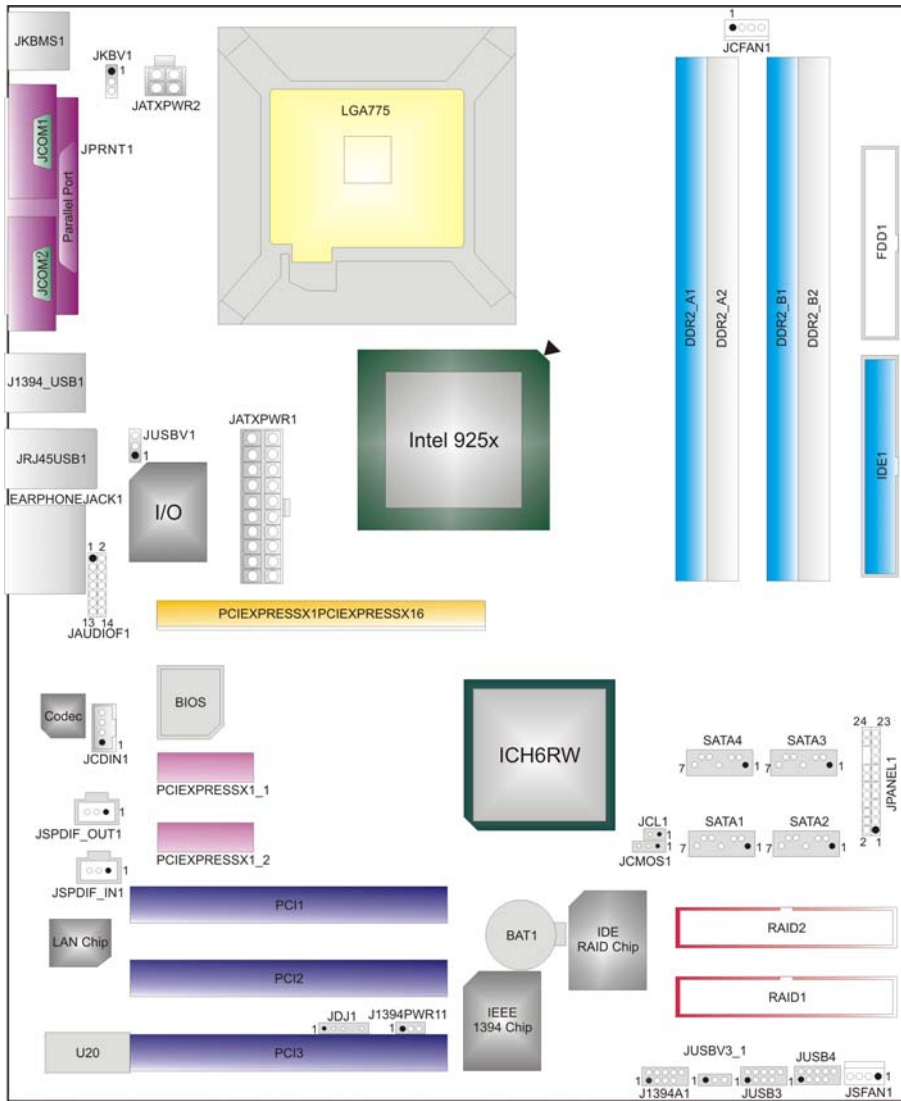 1
JKBMS1
JKBV1
1
JCFAN1
JATXPWR2
LGA775
JCOM1
JPRNT1
Parallel Port
JCOM2
FDD1
DDR2_A1
DDR2_A2
DDR2_B1
DDR2_B2
J1394_USB1
JATXPWR1
JUSBV1
1
Intel 925x
JRJ45USB1
IDE1
EARPHONEJACK1
I/O
1 2
13 14
JAUDIOF1
PCIEXPRESSX1PCIEXPRESSX16
BIOS
Codec
1
JCDIN1
ICH6RW
24 23
SATA4
SATA3
7 1
7 1
JPANEL1
PCIEXPRESSX1_1
JSPDIF_OUT1
1
JCL1
1
JCMOS1
1
SATA1
SATA2
7 1
7 1
2 1
PCIEXPRESSX1_2
1
JSPDIF_IN1
PCI1
LAN Chip
BAT1
IDE
RAID Chip
RAID2
PCI2
IEEE
1394 Chip
RAID1
JDJ1
J1394PWR11
1
1
U20
PCI3
JUSBV3_1
JUSB4
1
1
1
1
1
J1394A1
JUSB3
JSFAN1